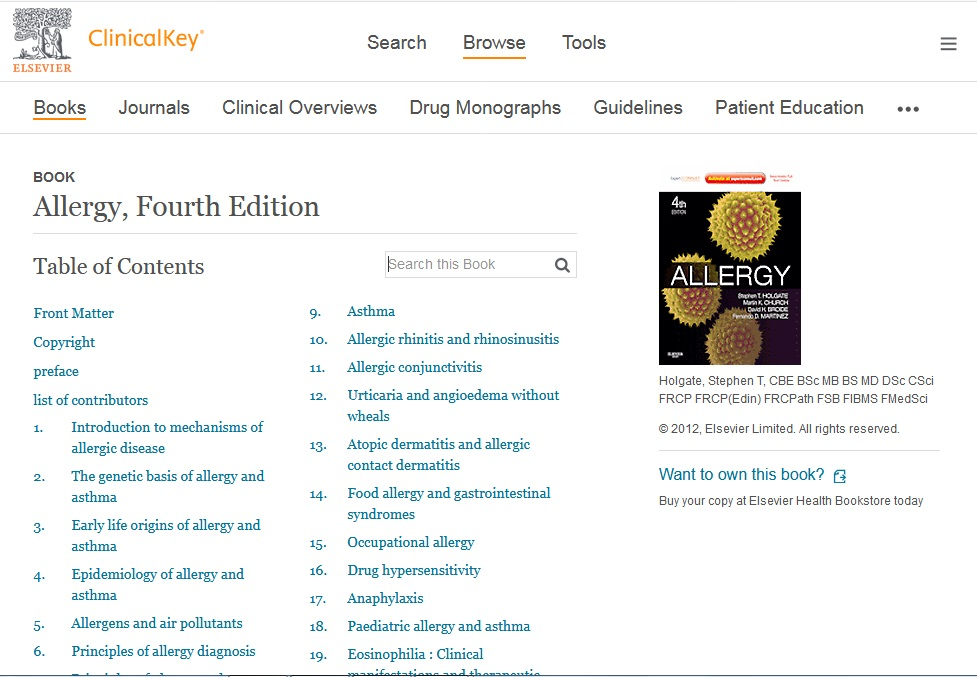 ELSEVIER
ClinicalKey®
Search Browse Tools
Books Journals Clinical Overviews Drug Monographs Guidelines Patient Education •••
BOOK
Allergy, Fourth Edition
Table of Contents
Search this Book
Front Matter
Copyright
preface
list of contributors
1. Introduction to mechanisms of
allergic disease
2. The genetic basis of allergy and
asthma
3. Early life origins of allergy and
asthma
4. Epidemiology of allergy and
asthma
5. Allergens and air pollutants
6. Principles of allergy diagnosis
9. Asthma
10. Allergic rhinitis and rhinosinusitis
11. Allergic conjunctivitis
12. Urticaria and angioedema without
wheals
13. Atopic dermatitis and allergic
contact dermatitis
14. Food allergy and gastrointestinal
syndromes
15. Occupational allergy
16. Drug hypersensitivity
17. Anaphylaxis
18. Paediatric allergy and asthma
19. Eosinophilia : Clinical
manifestations and therapeutic
4th
EDITION
ALLERGY
Stephen T. HOLGATE
Martin K. CHURCH
David H. BROIDE
Fernando D. MARTINEZ
Holgate, Stephen T, CBE BSc MB BS MD DSc CSci
FRCP FRCP(Edin) FRCPath FSB FIBMS FMedSci
© 2012, Elsevier Limited. All rights reserved.
Want to own this book?
Buy your copy at Elsevier Health Bookstore today